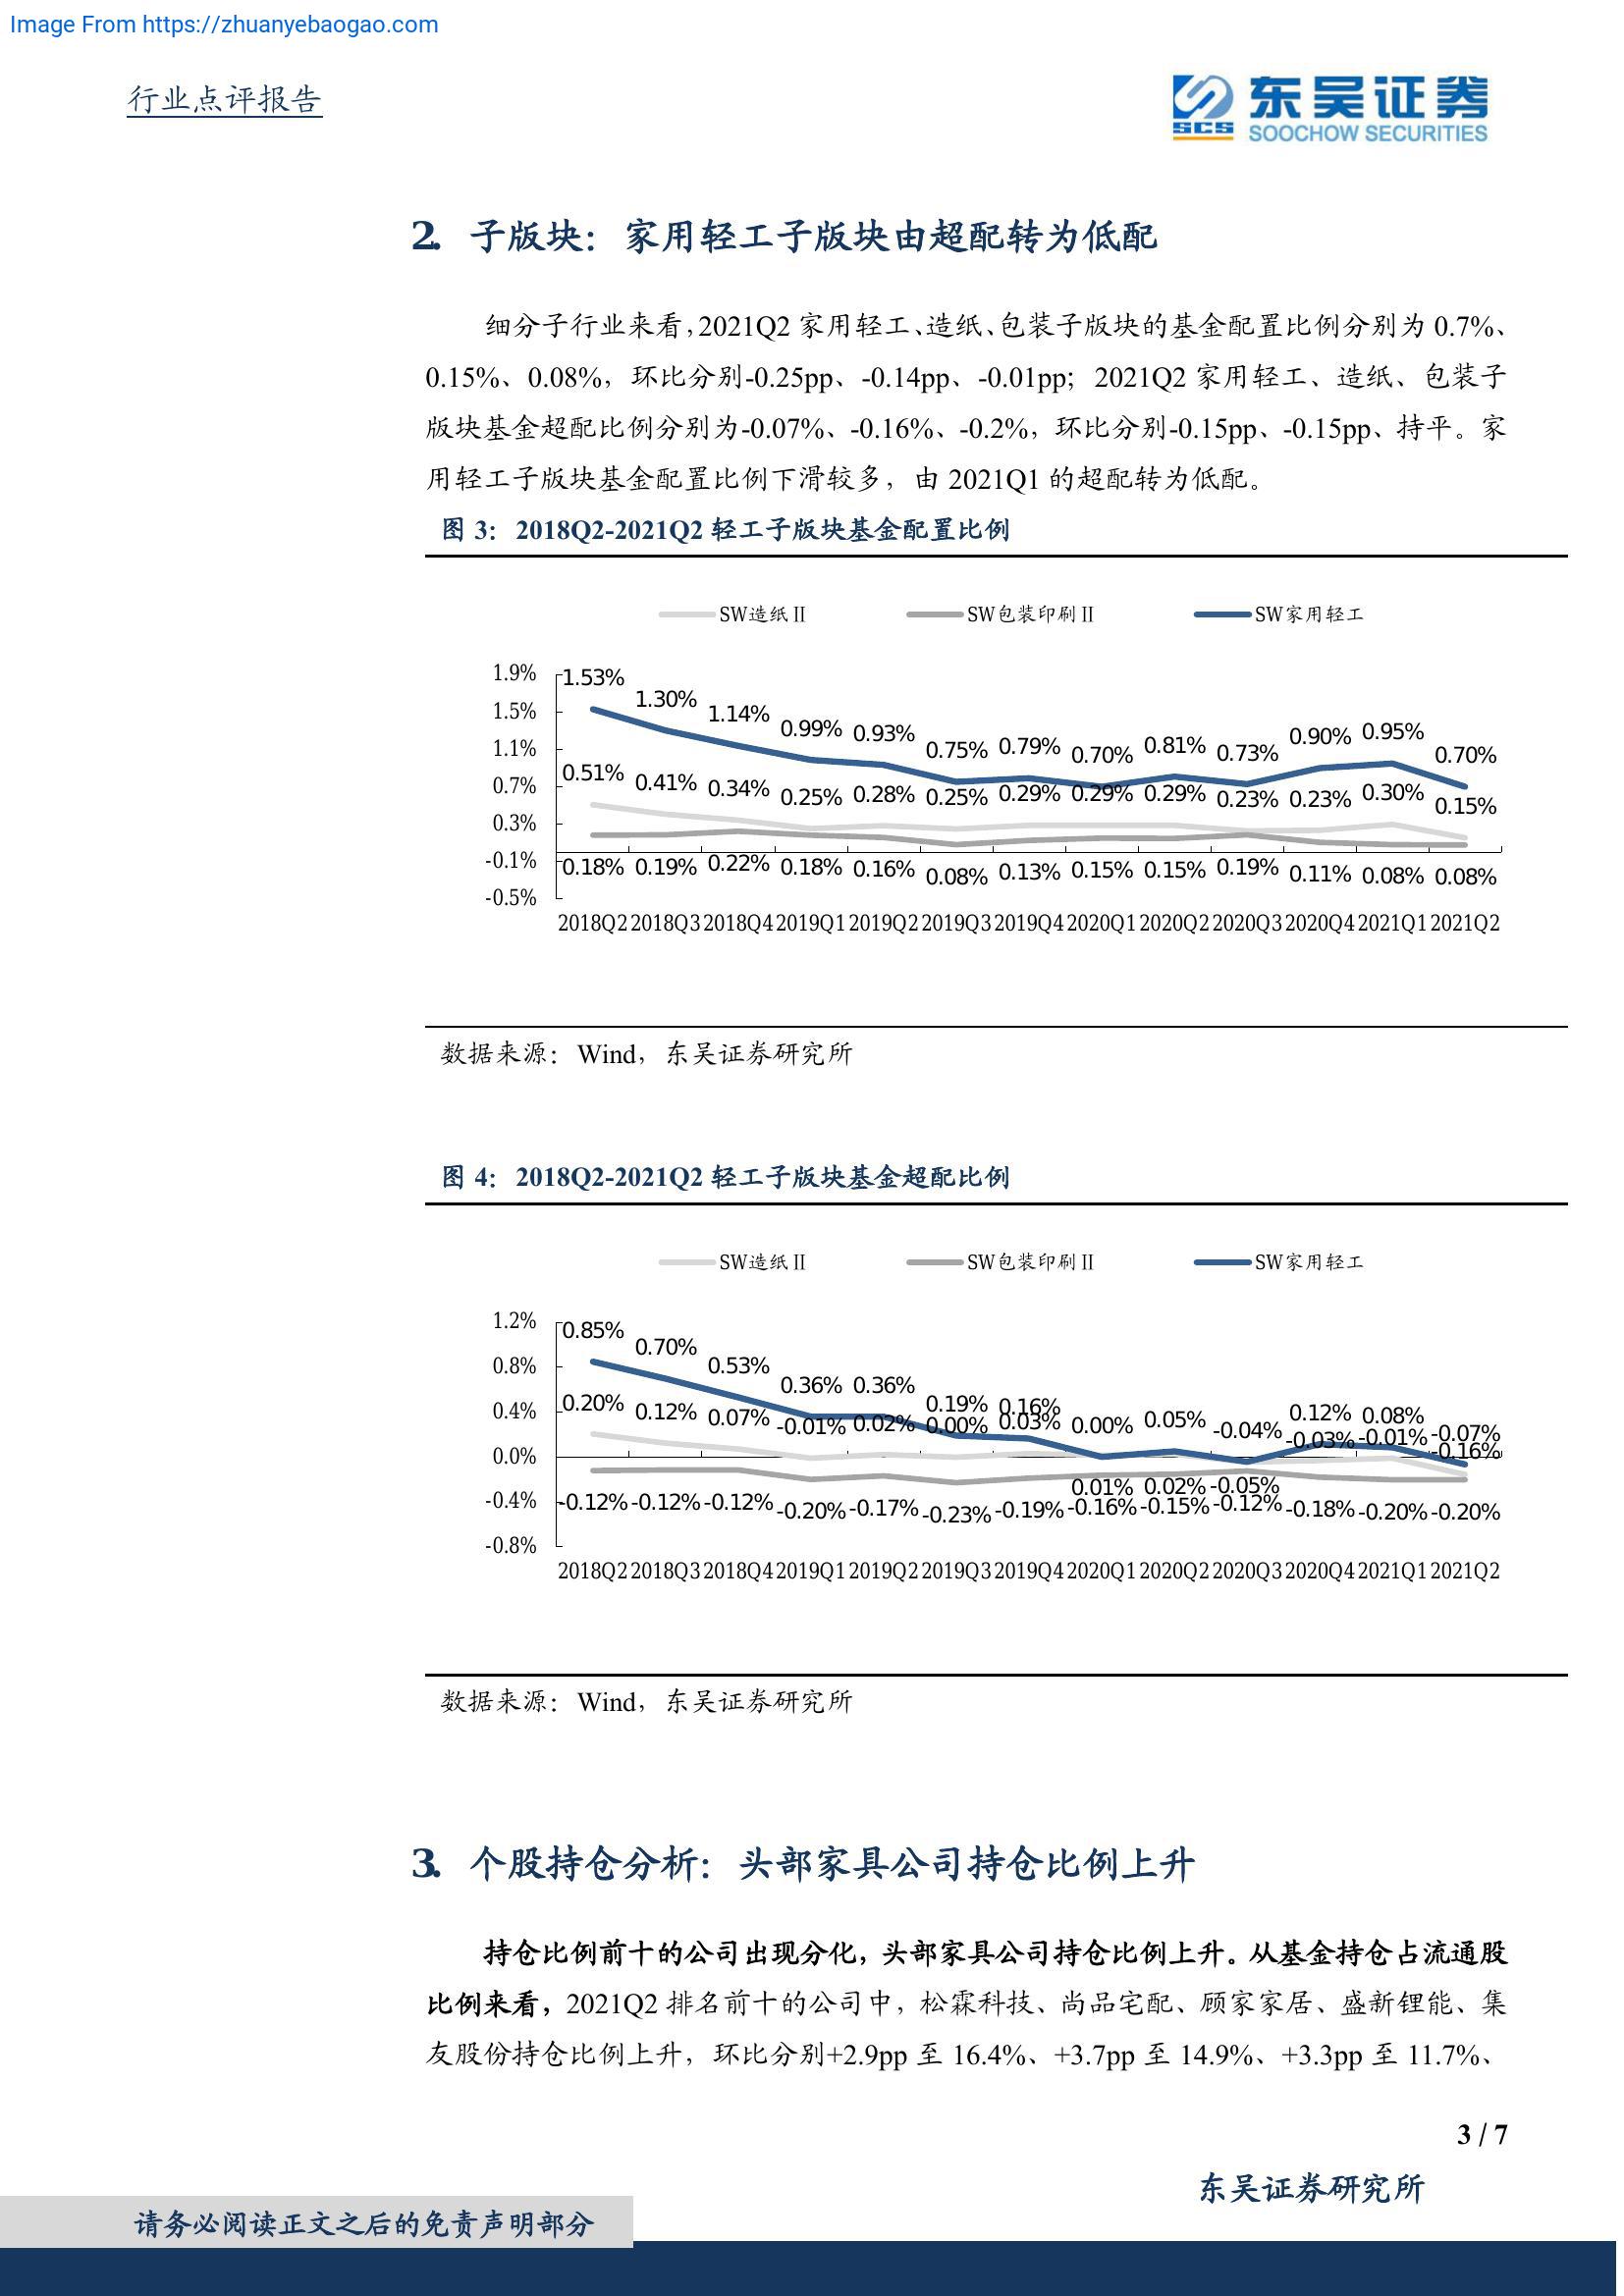 Image From https://zhuanyebaogao.com
行业点评报告
SCS 东吴证券
SOOCHOW SECURITIES
2. 子版块：家用轻工子版块由超配转为低配
细分子行业来看，2021Q2 家用轻工、造纸、包装子版块的基金配置比例分别为 0.7%、
0.15%、0.08%，环比分别-0.25pp、-0.14pp、-0.01pp；2021Q2 家用轻工、造纸、包装子
版块基金超配比例分别为-0.07%、-0.16%、-0.2%，环比分别-0.15pp、-0.15pp、持平。家
用轻工子版块基金配置比例下滑较多，由 2021Q1 的超配转为低配。
图 3：2018Q2-2021Q2 轻工子版块基金配置比例
SW造纸Ⅱ SW包装印刷Ⅱ SW家用轻工
1.9%
1.5%
1.1%
0.7%
0.3%
-0.1%
-0.5%
1.53% 1.30% 1.14% 0.99% 0.93% 0.75% 0.79% 0.70% 0.81% 0.73% 0.90% 0.95% 0.70%
0.51% 0.41% 0.34% 0.25% 0.28% 0.25% 0.29% 0.29% 0.29% 0.23% 0.23% 0.30% 0.15%
0.18% 0.19% 0.22% 0.18% 0.16% 0.08% 0.13% 0.15% 0.15% 0.19% 0.11% 0.08% 0.08%
2018Q2 2018Q3 2018Q4 2019Q1 2019Q2 2019Q3 2019Q4 2020Q1 2020Q2 2020Q3 2020Q4 2021Q1 2021Q2
数据来源：Wind，东吴证券研究所
图 4：2018Q2-2021Q2 轻工子版块基金超配比例
SW造纸Ⅱ SW包装印刷Ⅱ SW家用轻工
1.2%
0.8%
0.4%
0.0%
-0.4%
-0.8%
0.85% 0.70% 0.53% 0.36% 0.36% 0.19% 0.16% 0.00% 0.05% -0.04% 0.12% 0.08% -0.07%
0.20% 0.12% 0.07% -0.01% 0.02% 0.00% 0.03% 0.01% 0.02% -0.05% -0.03% -0.01% -0.16%
-0.12% -0.12% -0.12% -0.20% -0.17% -0.23% -0.19% -0.16% -0.15% -0.12% -0.18% -0.20% -0.20%
2018Q2 2018Q3 2018Q4 2019Q1 2019Q2 2019Q3 2019Q4 2020Q1 2020Q2 2020Q3 2020Q4 2021Q1 2021Q2
数据来源：Wind，东吴证券研究所
3. 个股持仓分析：头部家具公司持仓比例上升
持仓比例前十的公司出现分化，头部家具公司持仓比例上升。从基金持仓占流通股
比例来看，2021Q2 排名前十的公司中，松霖科技、尚品宅配、顾家家居、盛新锂能、集
友股份持仓比例上升，环比分别+2.9pp 至 16.4%、+3.7pp 至 14.9%、+3.3pp 至 11.7%、
3 / 7
东吴证券研究所
请务必阅读正文之后的免责声明部分